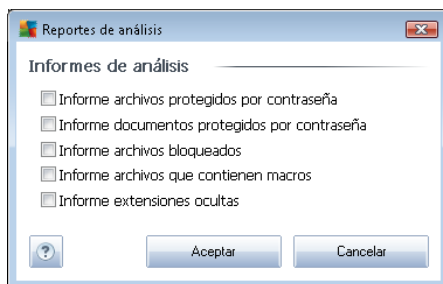 Reportes de análisis
Informes de análisis
Informe archivos protegidos por contraseña
Informe documentos protegidos por contraseña
Informe archivos bloqueados
Informe archivos que contienen macros
Informe extensiones ocultas
?
Aceptar
Cancelar